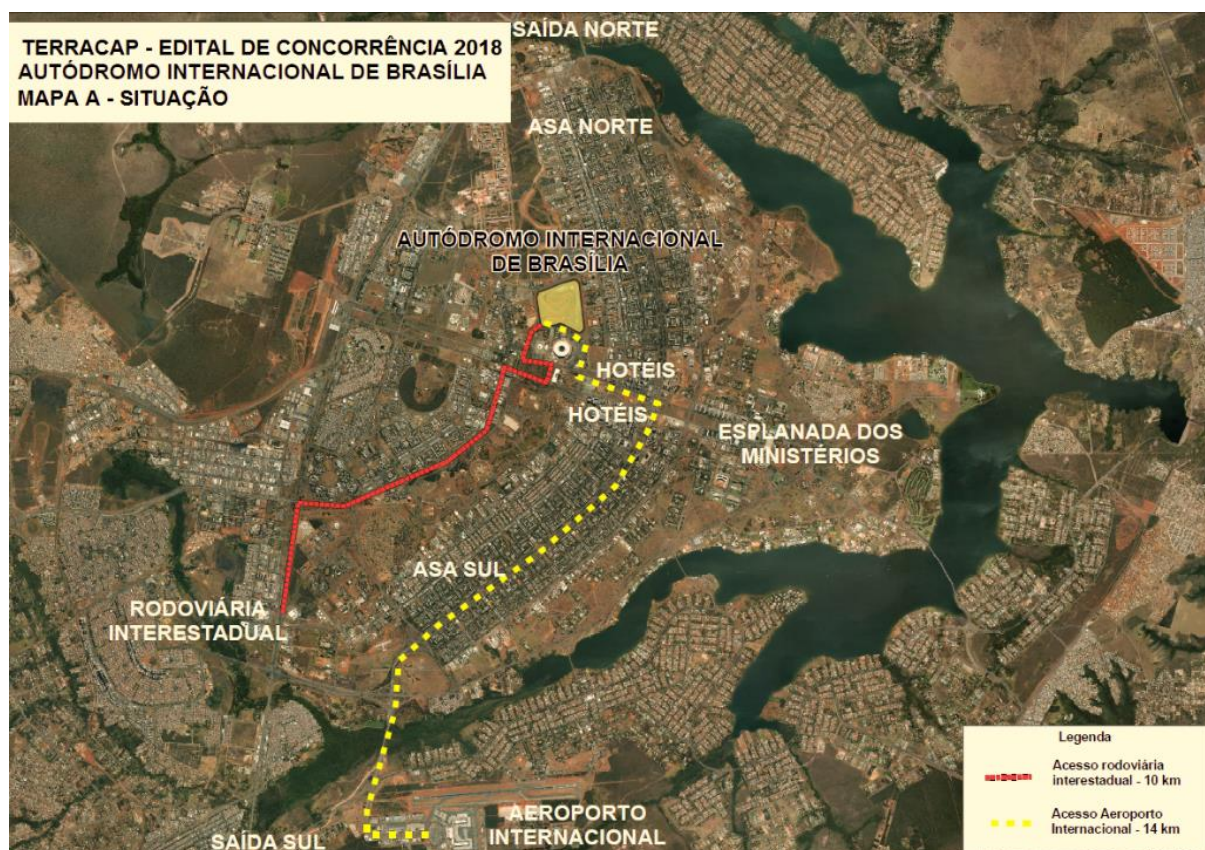 TERRACAP - EDITAL DE CONCORRÊNCIA 2018
AUTÓDROMO INTERNACIONAL DE BRASÍLIA
MAPA A - SITUAÇÃO
SAÍDA NORTE
ASA NORTE
AUTÓDROMO INTERNACIONAL
DE BRASÍLIA
HOTÉIS
HOTÉIS
ESPLANADA DOS
MINISTÉRIOS
ASA SUL
RODOVIÁRIA
INTERESTADUAL
AEROPORTO
INTERNACIONAL
SAÍDA SUL
Legenda
Acesso rodoviária
interestadual - 10 km
Acesso Aeroporto
Internacional - 14 km